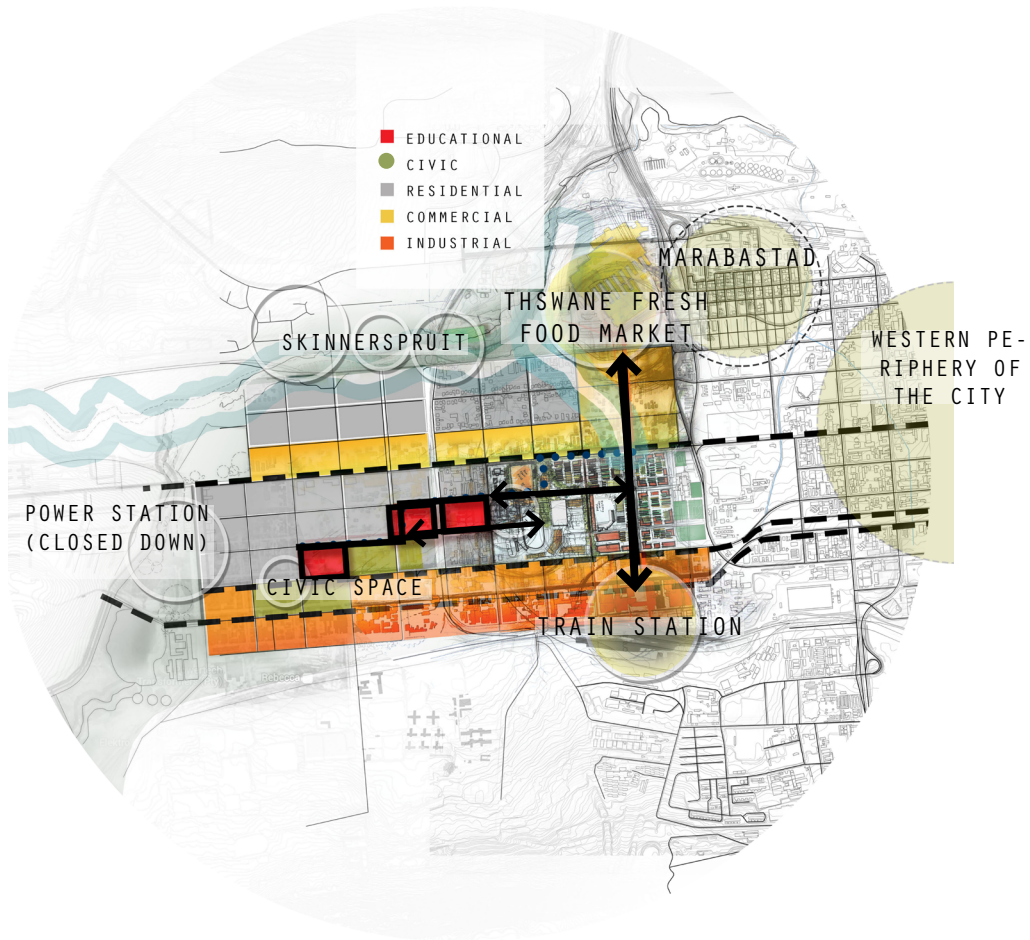 EDUCATIONAL
CIVIC
RESIDENTIAL
COMMERCIAL
INDUSTRIAL
MARABASTAD
THSWANE FRESH
FOOD MARKET
SKINNERSPRUIT
WESTERN PE-
RIPHERY OF
THE CITY
POWER STATION
(CLOSED DOWN)
CIVIC SPACE
TRAIN STATION
Rebecca